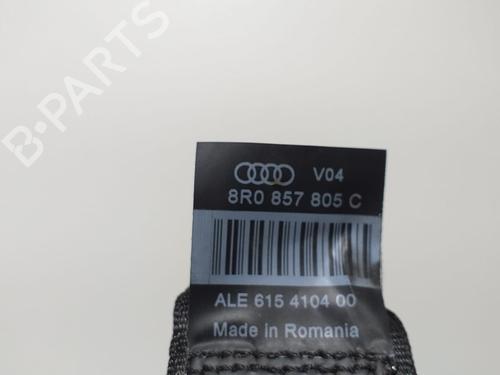 B-PARTS
V04
8R0 857 805 C
ALE 615 4104 00
Made in Romania